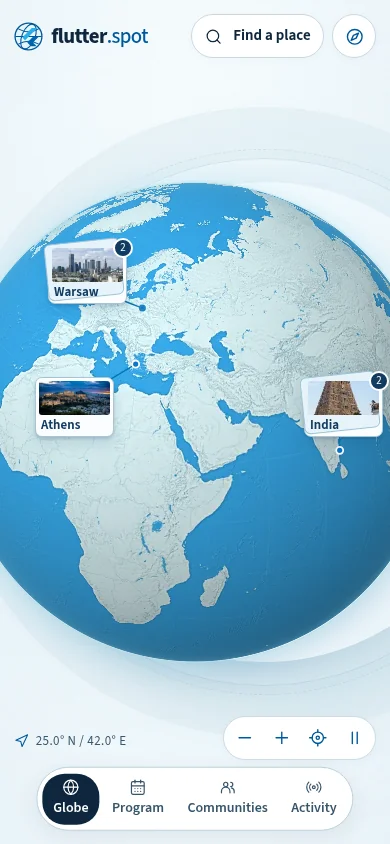 flutter.spot
Find a place
2
Warsaw
Athens
2
India
25.0° N / 42.0° E
Globe
Program
Communities
Activity